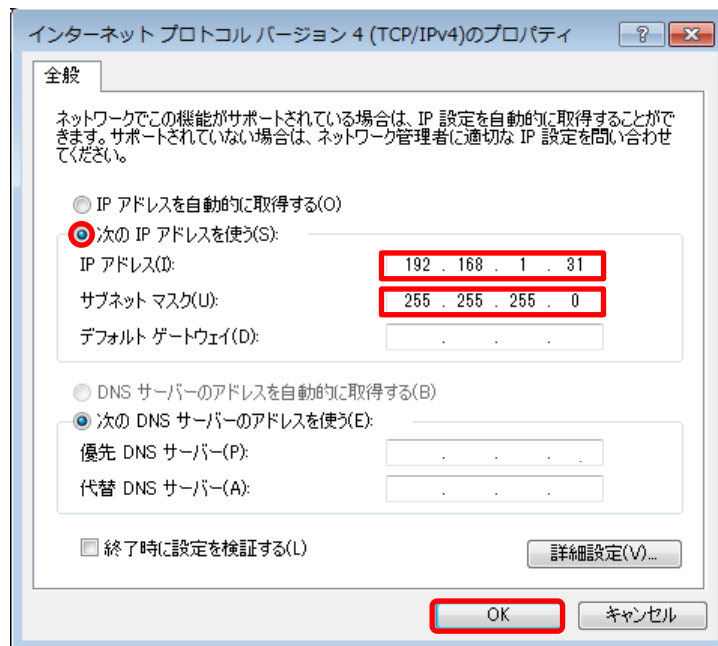 インターネット プロトコル バージョン 4 (TCP/IPv4)のプロパティ
全般
ネットワークでこの機能がサポートされている場合は、IP 設定を自動的に取得することがで
きます。サポートされていない場合は、ネットワーク管理者に適切な IP 設定を問い合わせ
てください。
IP アドレスを自動的に取得する(O)
次の IP アドレスを使う(S):
IP アドレス(I): 192 . 168 . 1 . 31
サブネット マスク(U): 255 . 255 . 255 . 0
デフォルト ゲートウェイ(D): . . .
DNS サーバーのアドレスを自動的に取得する(B)
次の DNS サーバーのアドレスを使う(E):
優先 DNS サーバー(P): . . .
代替 DNS サーバー(A): . . .
終了時に設定を検証する(L)
詳細設定(V)...
OK キャンセル